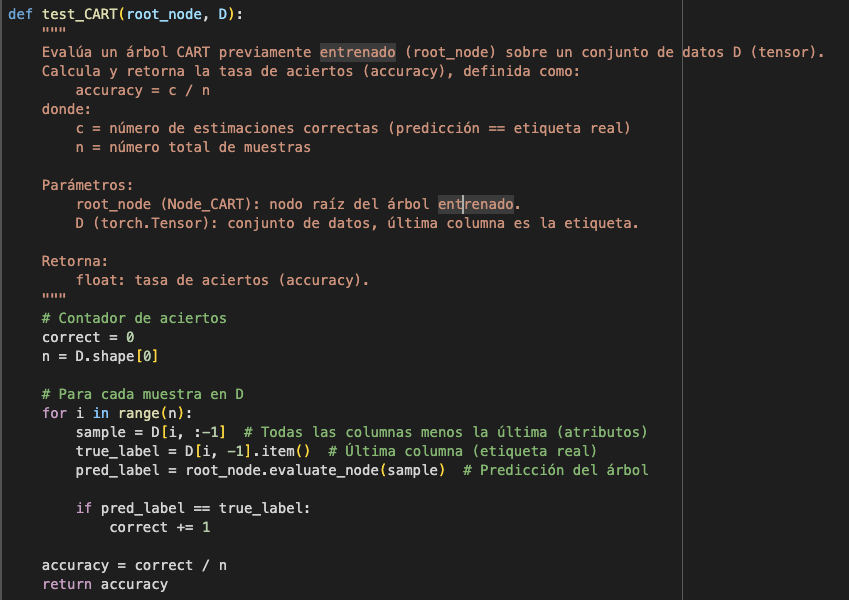 def test_CART(root_node, D):
    """
    Evalúa un árbol CART previamente entrenado (root_node) sobre un conjunto de datos D (tensor).
    Calcula y retorna la tasa de aciertos (accuracy), definida como:
        accuracy = c / n
    donde:
        c = número de estimaciones correctas (predicción == etiqueta real)
        n = número total de muestras

    Parámetros:
        root_node (Node_CART): nodo raíz del árbol entrenado.
        D (torch.Tensor): conjunto de datos, última columna es la etiqueta.

    Retorna:
        float: tasa de aciertos (accuracy).
    """
    # Contador de aciertos
    correct = 0
    n = D.shape[0]

    # Para cada muestra en D
    for i in range(n):
        sample = D[i, :-1]  # Todas las columnas menos la última (atributos)
        true_label = D[i, -1].item()  # Última columna (etiqueta real)
        pred_label = root_node.evaluate_node(sample)  # Predicción del árbol

        if pred_label == true_label:
            correct += 1

    accuracy = correct / n
    return accuracy